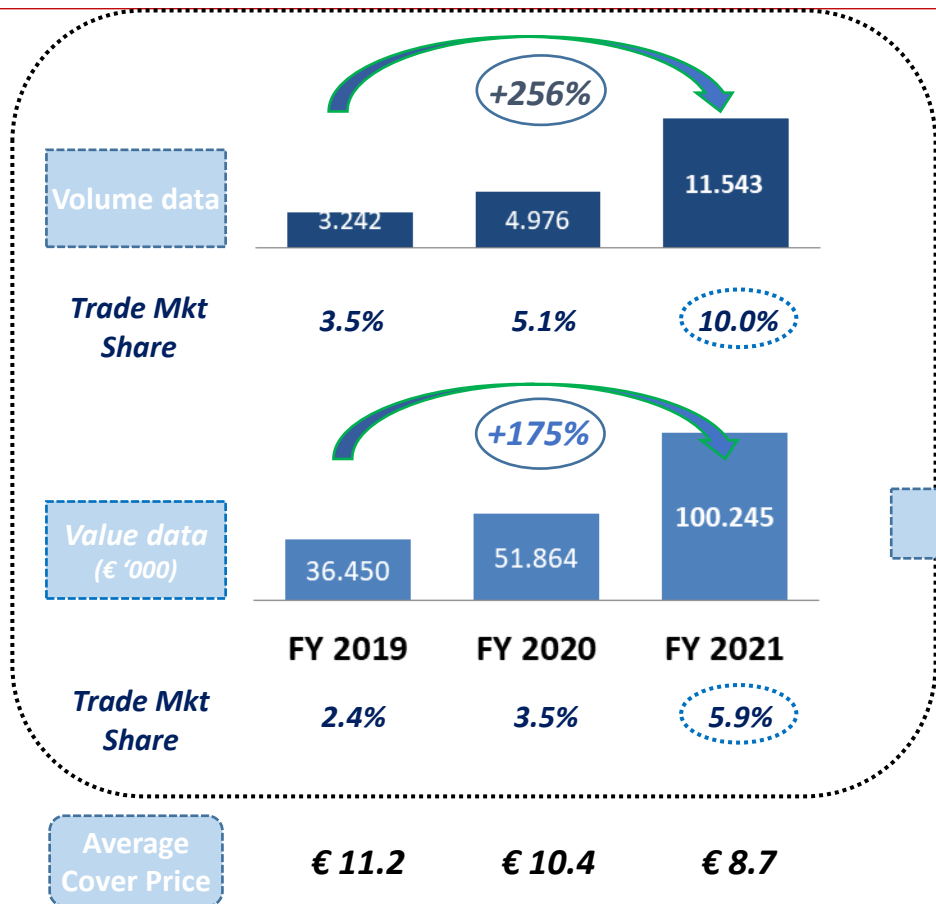 +256%
Volume data
3.242
4.976
11.543
Trade Mkt
Share
3.5%
5.1%
10.0%
+175%
Value data
(€ ‘000)
36.450
51.864
100.245
FY 2019
FY 2020
FY 2021
Trade Mkt
Share
2.4%
3.5%
5.9%
Average
Cover Price
€ 11.2
€ 10.4
€ 8.7